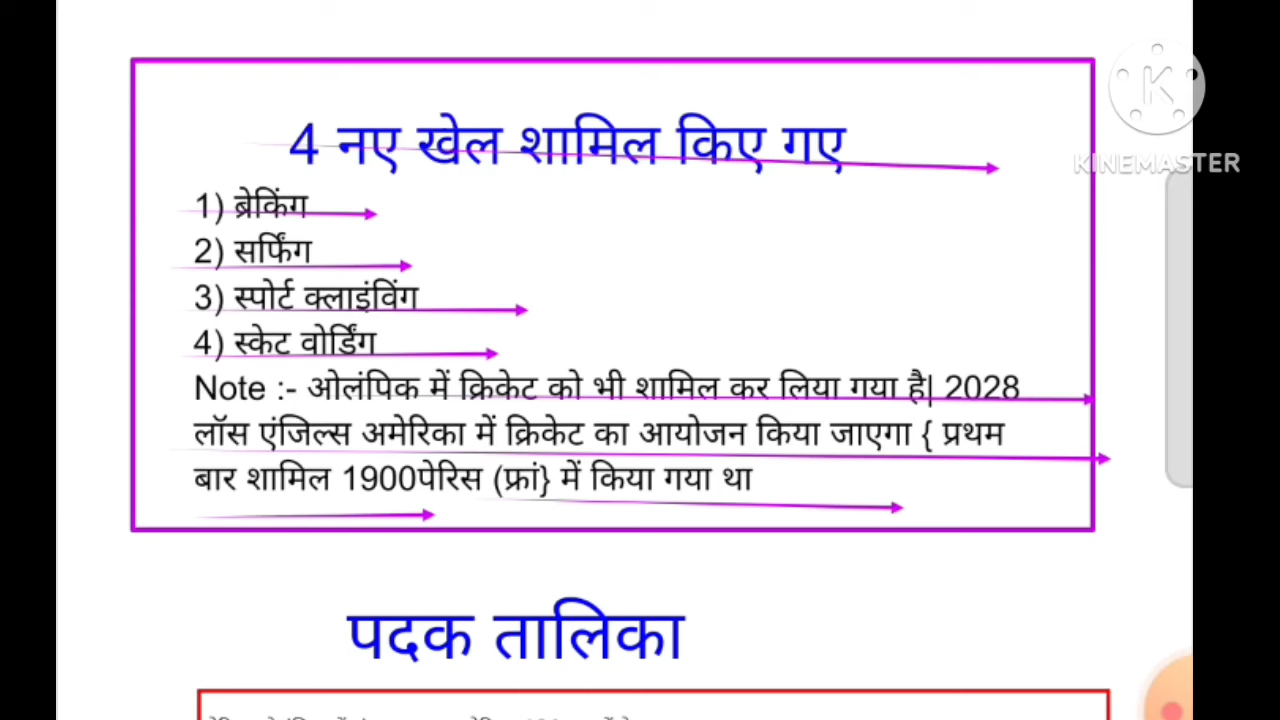 KINEMASTER
4 नए खेल शामिल किए गए
1) ब्रेकिंग
2) सर्फिंग
3) स्पोर्ट क्लाइंविंग
4) स्केट वोर्डिंग
Note :- ओलंपिक में क्रिकेट को भी शामिल कर लिया गया है| 2028
लॉस एंजिल्स अमेरिका में क्रिकेट का आयोजन किया जाएगा { प्रथम
बार शामिल 1900पेरिस (फ्रां} में किया गया था
पदक तालिका